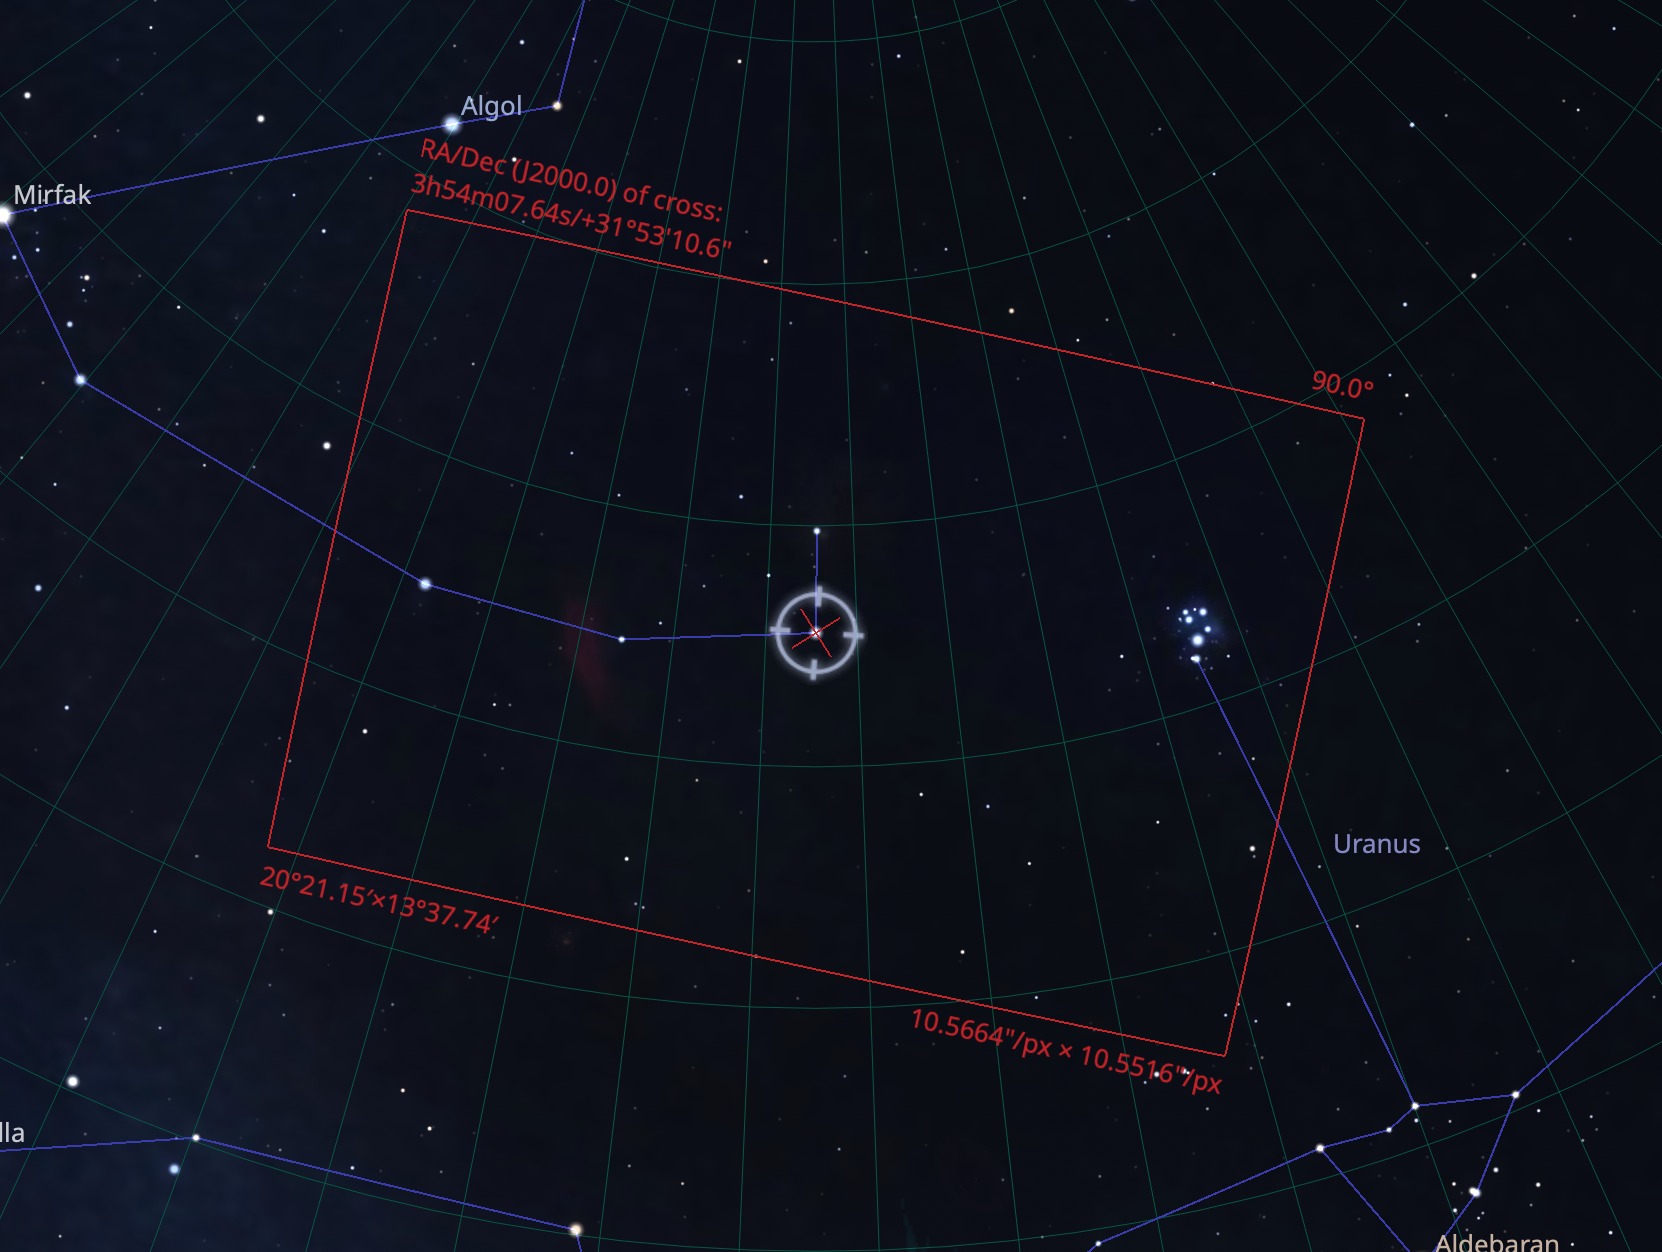 Algol
Mirfak
RA/Dec (J2000.0) of cross:
3h54m07.64s/+31°53'10.6"
90.0°
Uranus
20°21.15′×13°37.74′
10.5664"/px × 10.5516"/px
lla
Aldebaran